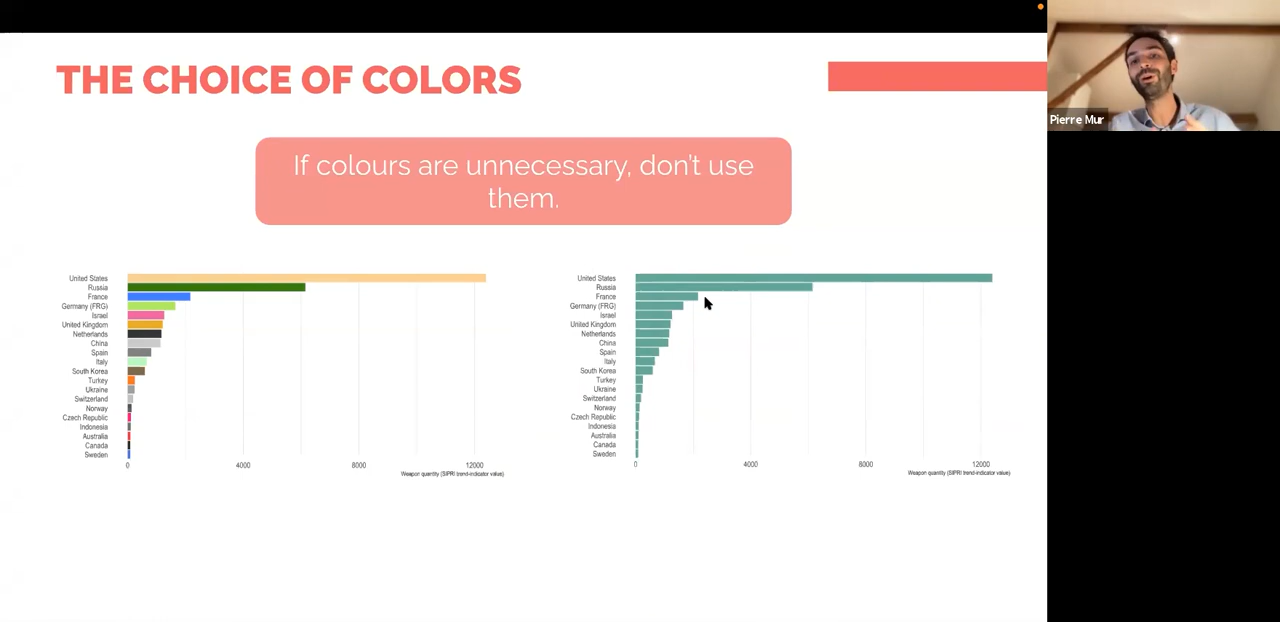 THE CHOICE OF COLORS
If colours are unnecessary, don't use
them.
United States
Russia
France
Germany (FRG)
Israel
United Kingdom
Netherlands
China
Spain
Italy
South Korea
Turkey
Ukraine
Switzerland
Norway
Czech Republic
Indonesia
Australia
Canada
Sweden
0 4000 8000 12000
Weapon quantity (SIPRI trend-indicator value)
United States
Russia
France
Germany (FRG)
Israel
United Kingdom
Netherlands
China
Spain
Italy
South Korea
Turkey
Ukraine
Switzerland
Norway
Czech Republic
Indonesia
Australia
Canada
Sweden
0 4000 8000 12000
Weapon quantity (SIPRI trend-indicator value)
Pierre Mur